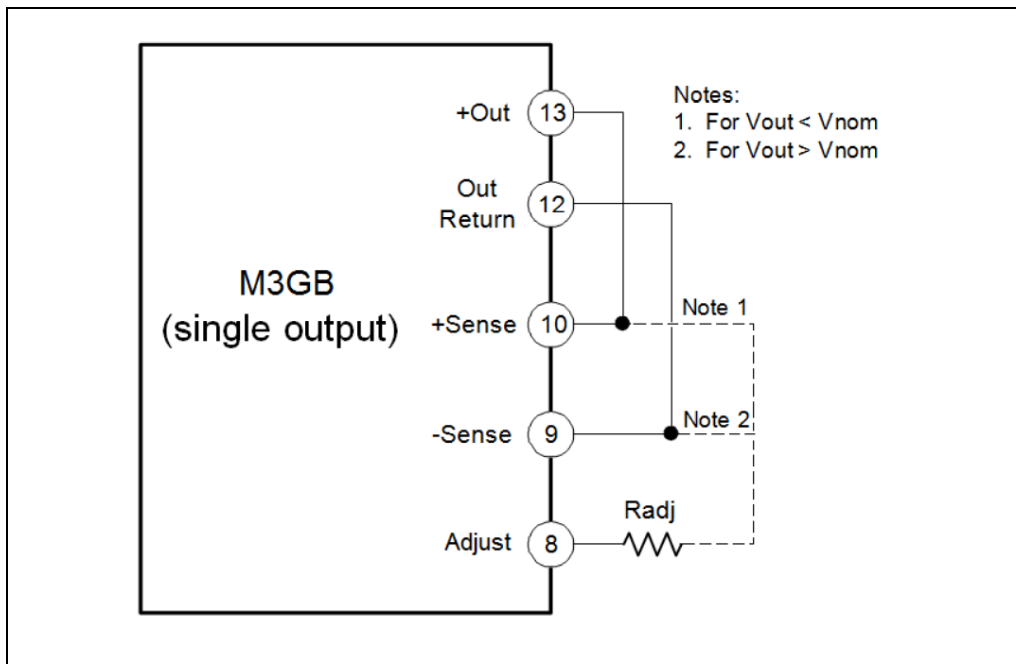 +Out
13
Notes:
1. For Vout < Vnom
2. For Vout > Vnom
Out
Return
12
M3GB
(single output)
+Sense
10
Note 1
-Sense
9
Note 2
Adjust
8
Radj